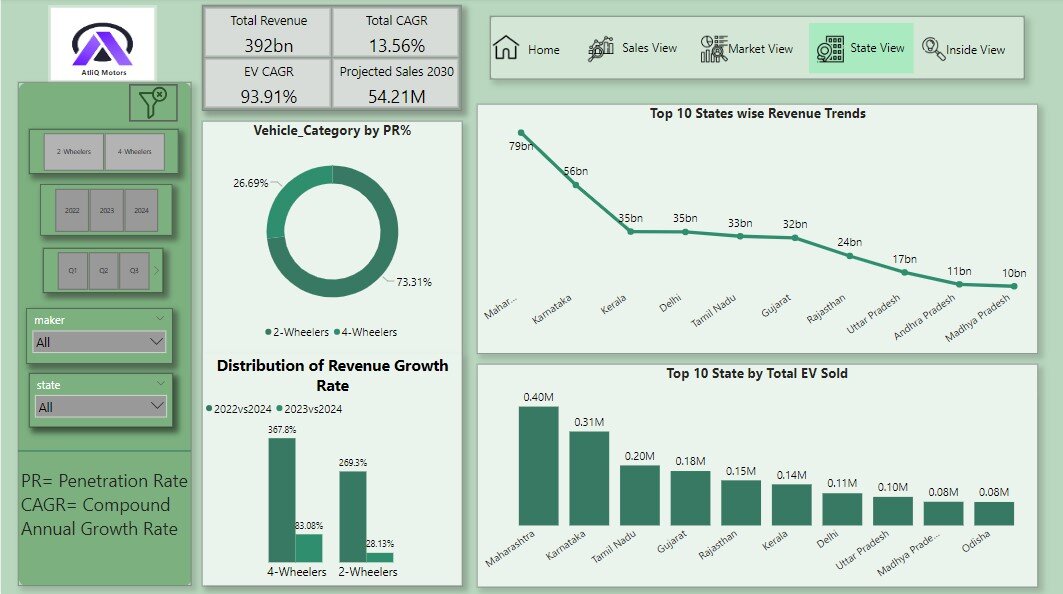 AtliQ Motors
Total Revenue
392bn
Total CAGR
13.56%
EV CAGR
93.91%
Projected Sales 2030
54.21M
Home
Sales View
Market View
State View
Inside View
2-Wheelers
4-Wheelers
2022
2023
2024
Q1
Q2
Q3
maker
All
state
All
PR= Penetration Rate
CAGR= Compound
Annual Growth Rate
Vehicle_Category by PR%
26.69%
73.31%
2-Wheelers
4-Wheelers
Distribution of Revenue Growth
Rate
2022vs2024
2023vs2024
367.8%
83.08%
269.3%
28.13%
4-Wheelers
2-Wheelers
Top 10 States wise Revenue Trends
79bn
56bn
35bn
35bn
33bn
32bn
24bn
17bn
11bn
10bn
Mahar...
Karnataka
Kerala
Delhi
Tamil Nadu
Gujarat
Rajasthan
Uttar Pradesh
Andhra Pradesh
Madhya Pradesh
Top 10 State by Total EV Sold
0.40M
0.31M
0.20M
0.18M
0.15M
0.14M
0.11M
0.10M
0.08M
0.08M
Maharashtra
Karnataka
Tamil Nadu
Gujarat
Rajasthan
Kerala
Delhi
Uttar Pradesh
Madhya Prade...
Odisha